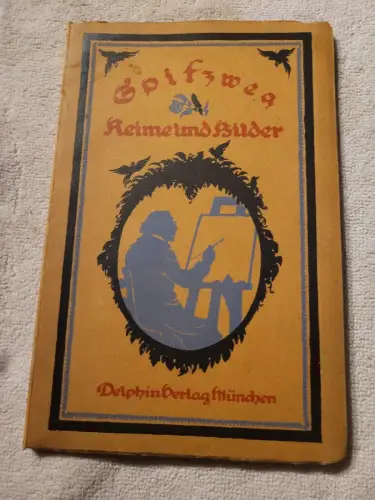 Spitzweg
Reime und Bilder
Delphin Verlag München